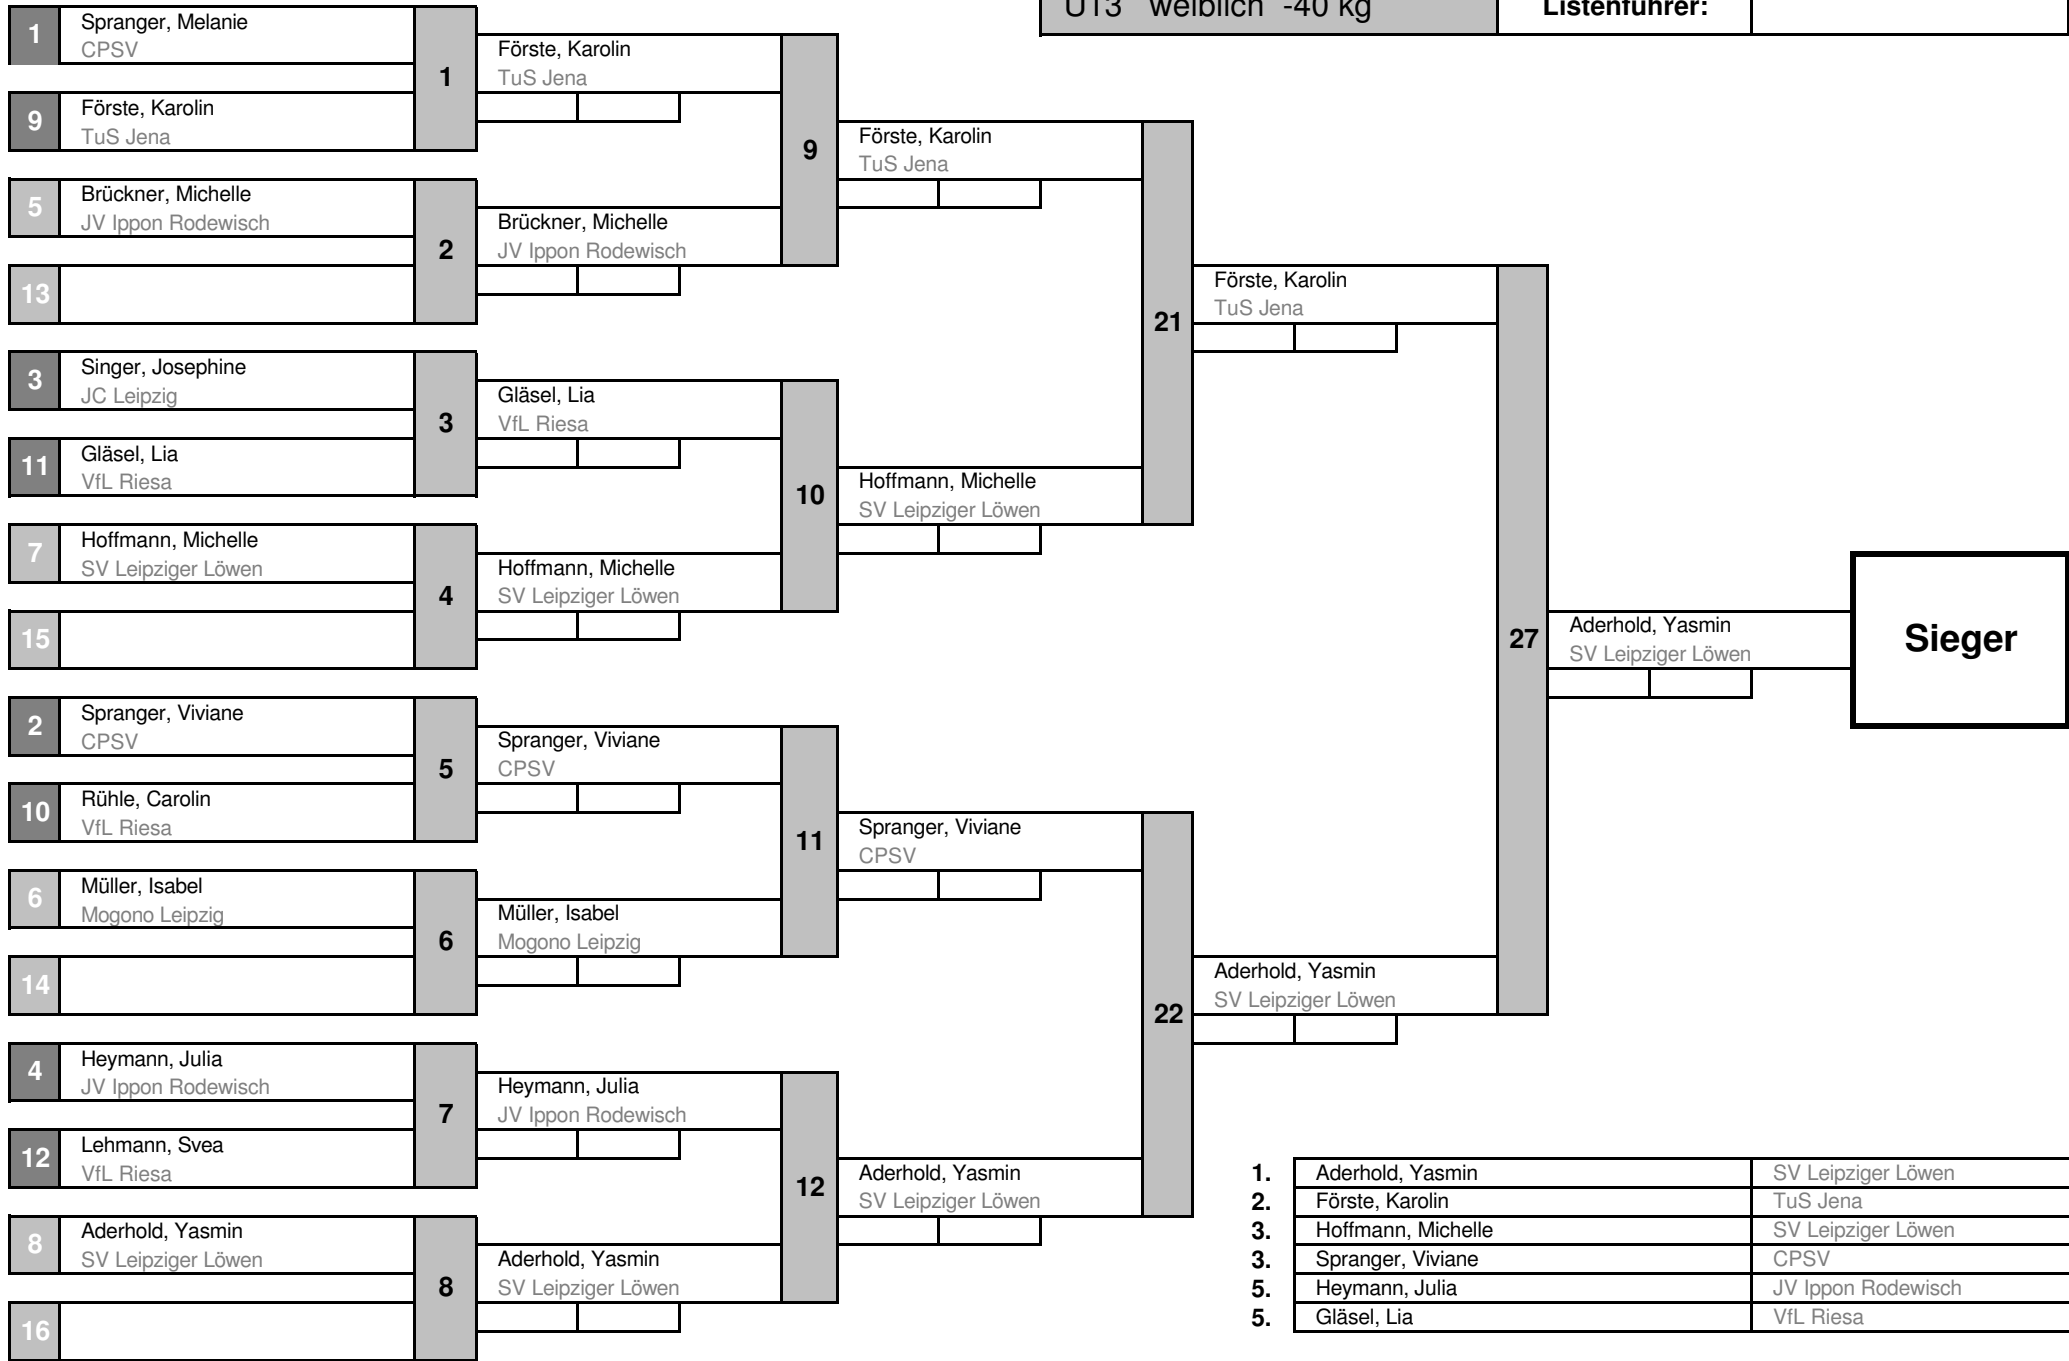 U13 weiblich -40 kg
Listenführer:
1
Spranger, Melanie
CPSV
9
Förste, Karolin
TuS Jena
5
Brückner, Michelle
JV Ippon Rodewisch
13
3
Singer, Josephine
JC Leipzig
11
Gläsel, Lia
VfL Riesa
7
Hoffmann, Michelle
SV Leipziger Löwen
15
2
Spranger, Viviane
CPSV
10
Rühle, Carolin
VfL Riesa
6
Müller, Isabel
Mogono Leipzig
14
4
Heymann, Julia
JV Ippon Rodewisch
12
Lehmann, Svea
VfL Riesa
8
Aderhold, Yasmin
SV Leipziger Löwen
16
1
Förste, Karolin
TuS Jena
2
Brückner, Michelle
JV Ippon Rodewisch
3
Gläsel, Lia
VfL Riesa
4
Hoffmann, Michelle
SV Leipziger Löwen
5
Spranger, Viviane
CPSV
6
Müller, Isabel
Mogono Leipzig
7
Heymann, Julia
JV Ippon Rodewisch
8
Aderhold, Yasmin
SV Leipziger Löwen
9
Förste, Karolin
TuS Jena
10
Hoffmann, Michelle
SV Leipziger Löwen
11
Spranger, Viviane
CPSV
12
Aderhold, Yasmin
SV Leipziger Löwen
21
Förste, Karolin
TuS Jena
22
Aderhold, Yasmin
SV Leipziger Löwen
27
Aderhold, Yasmin
SV Leipziger Löwen
Sieger
1. Aderhold, Yasmin SV Leipziger Löwen
2. Förste, Karolin TuS Jena
3. Hoffmann, Michelle SV Leipziger Löwen
3. Spranger, Viviane CPSV
5. Heymann, Julia JV Ippon Rodewisch
5. Gläsel, Lia VfL Riesa